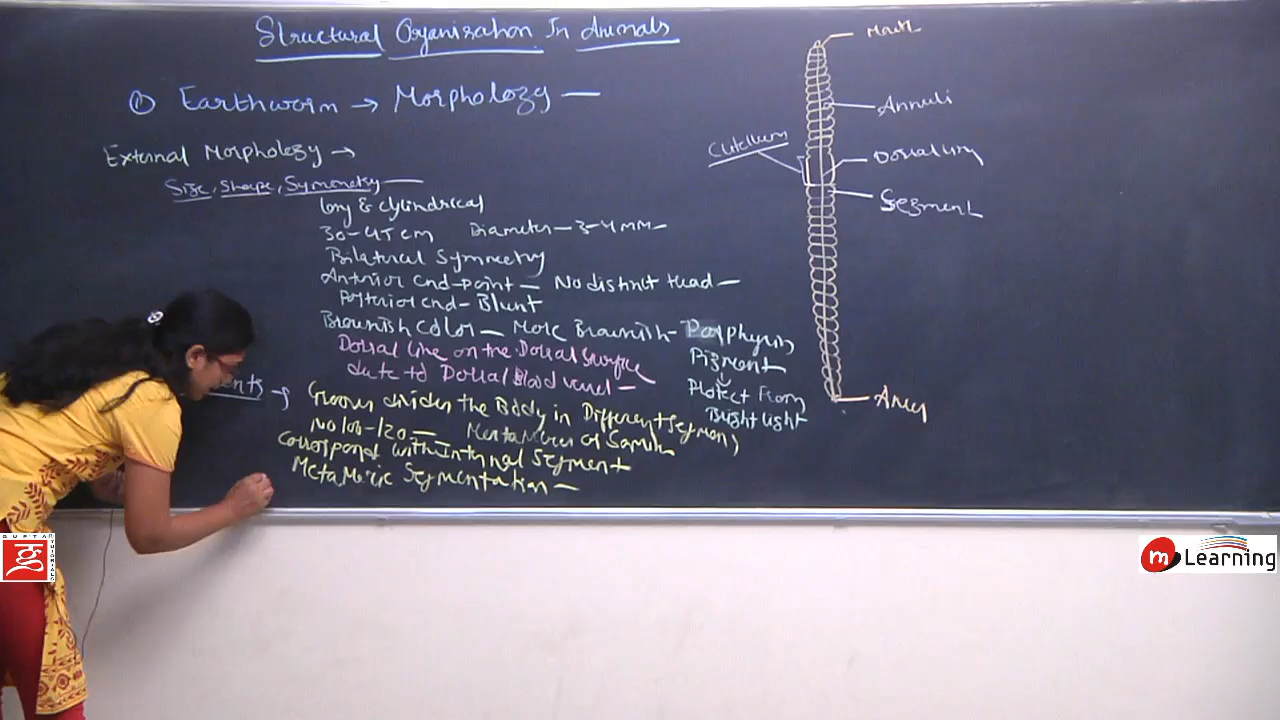 Structural Organisation In Animals
① Earthworm → Morphology —
External Morphology →
Size, Shape, Symmetry —
long & cylindrical
30-45 cm Diameter - 3-4 mm -
Bilateral Symmetry
Anterior end-point - No distinct Head -
Posterior end - Blunt
Brownish color - More Brownish - Porphyrin
Pigment
Protect From
Bright light
Dorsal line on the Dorsal Surface
due to Dorsal Blood vessel -
ents →
Grooves divides the Body in Different Segments
No 100-120 - Metameres or
Correspond with Internal Segment
Metameric Segmentation -
Mouth
Annuli
Clitellum
Dorsal line
Segment
Anus
GUPTA
TUTORIALS
m Learning